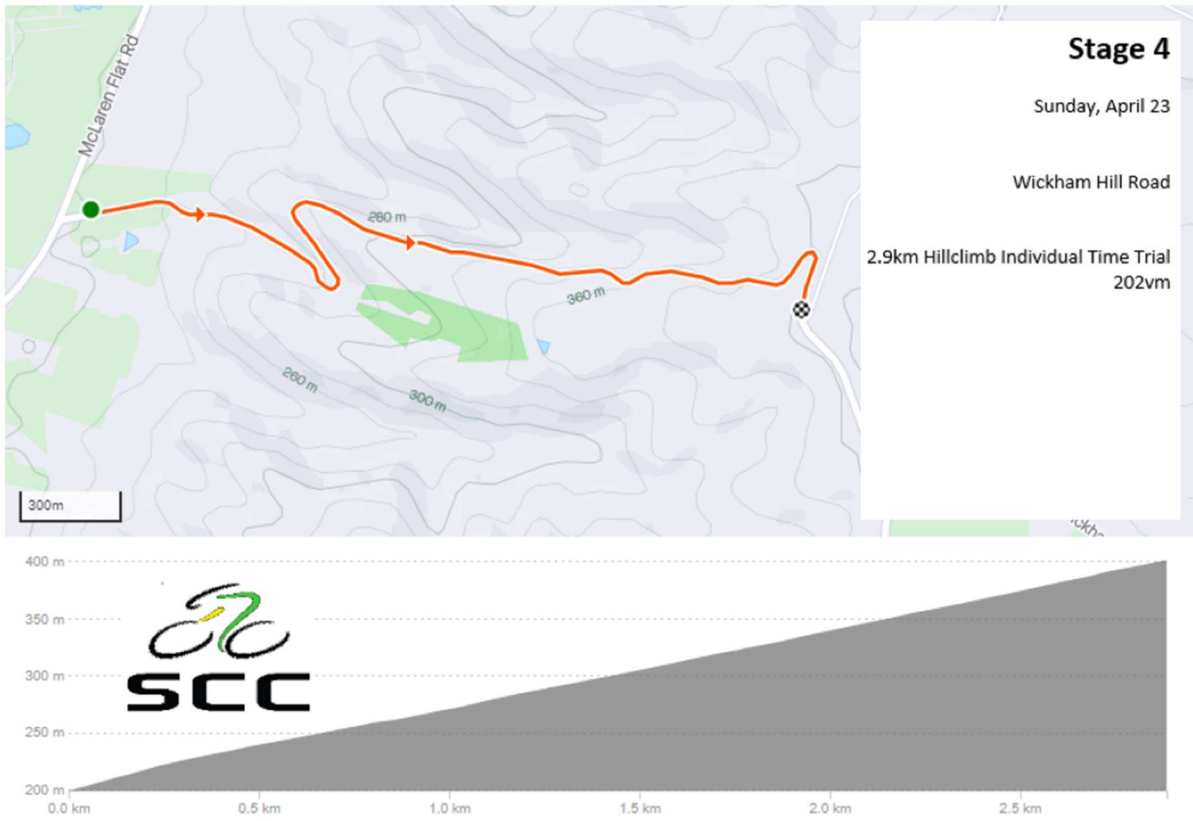 McLaren Flat Rd
Stage 4
Sunday, April 23
Wickham Hill Road
2.9km Hillclimb Individual Time Trial
202vm
280 m
360 m
260 m
300 m
300m
400 m
350 m
300 m
250 m
200 m
SCC
0.0 km
0.5 km
1.0 km
1.5 km
2.0 km
2.5 km